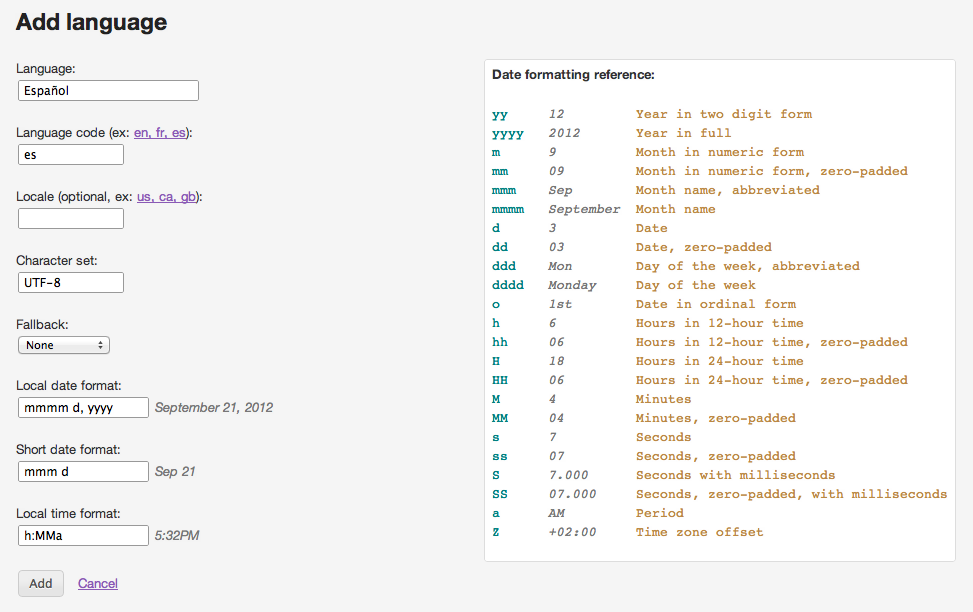 Add language
Language:
Español
Language code (ex: en, fr, es):
es
Locale (optional, ex: us, ca, gb):
Character set:
UTF-8
Fallback:
None
Local date format:
mmmm d, yyyy September 21, 2012
Short date format:
mmm d Sep 21
Local time format:
h:MMa 5:32PM
Add Cancel
Date formatting reference:
yy 12 Year in two digit form
yyyy 2012 Year in full
m 9 Month in numeric form
mm 09 Month in numeric form, zero-padded
mmm Sep Month name, abbreviated
mmmm September Month name
d 3 Date
dd 03 Date, zero-padded
ddd Mon Day of the week, abbreviated
dddd Monday Day of the week
o 1st Date in ordinal form
h 6 Hours in 12-hour time
hh 06 Hours in 12-hour time, zero-padded
H 18 Hours in 24-hour time
HH 06 Hours in 24-hour time, zero-padded
M 4 Minutes
MM 04 Minutes, zero-padded
s 7 Seconds
ss 07 Seconds, zero-padded
S 7.000 Seconds with milliseconds
SS 07.000 Seconds, zero-padded, with milliseconds
a AM Period
Z +02:00 Time zone offset